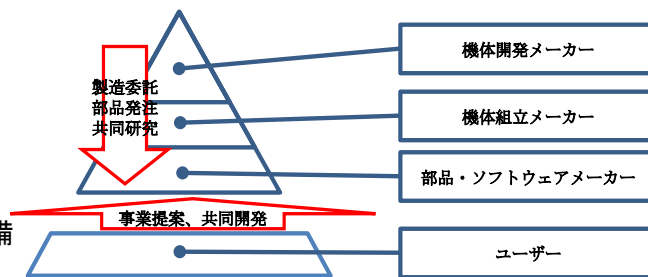 機体開発メーカー
製造委託
部品発注
共同研究
機体組立メーカー
部品・ソフトウェアメーカー
事業提案、共同開発
備
ユーザー